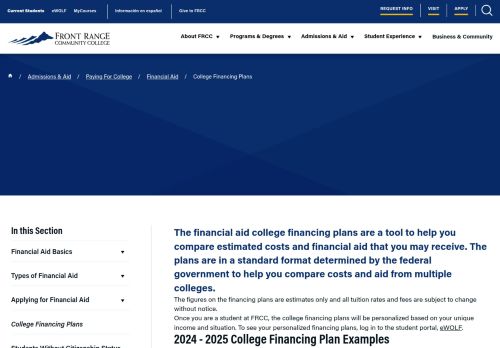 Current Students eWOLF MyCourses Información en español Give to FRCC REQUEST INFO VISIT APPLY
FRONT RANGE
COMMUNITY COLLEGE
About FRCC Programs & Degrees Admissions & Aid Student Experience Business & Community
/ Admissions & Aid / Paying For College / Financial Aid / College Financing Plans
In this Section
Financial Aid Basics
Types of Financial Aid
Applying for Financial Aid
College Financing Plans
Students Without Citizenship Status
The financial aid college financing plans are a tool to help you
compare estimated costs and financial aid that you may receive. The
plans are in a standard format determined by the federal
government to help you compare costs and aid from multiple
colleges.
The figures on the financing plans are estimates only and all tuition rates and fees are subject to change
without notice.
Once you are a student at FRCC, the college financing plans will be personalized based on your unique
income and situation. To see your personalized financing plans, log in to the student portal, eWOLF.
2024 - 2025 College Financing Plan Examples